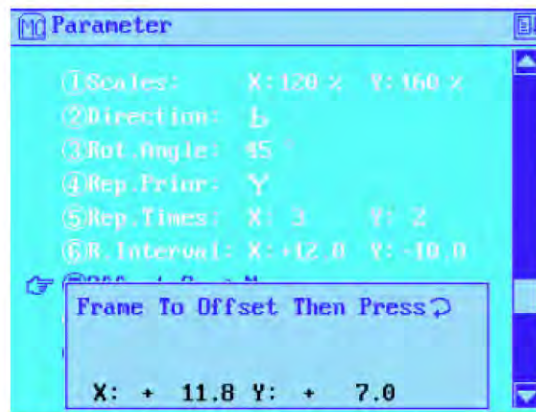 MC Parameter
①Scales: X:120 % Y:160 %
②Direction:
③Rot.Angle: 45 °
④Rep.Prior: Y
⑤Rep.Times: X: 3 Y: 2
⑥R.Interval: X:+12.0 Y:-10.0
Frame To Offset Then Press
X: + 11.8 Y: + 7.0